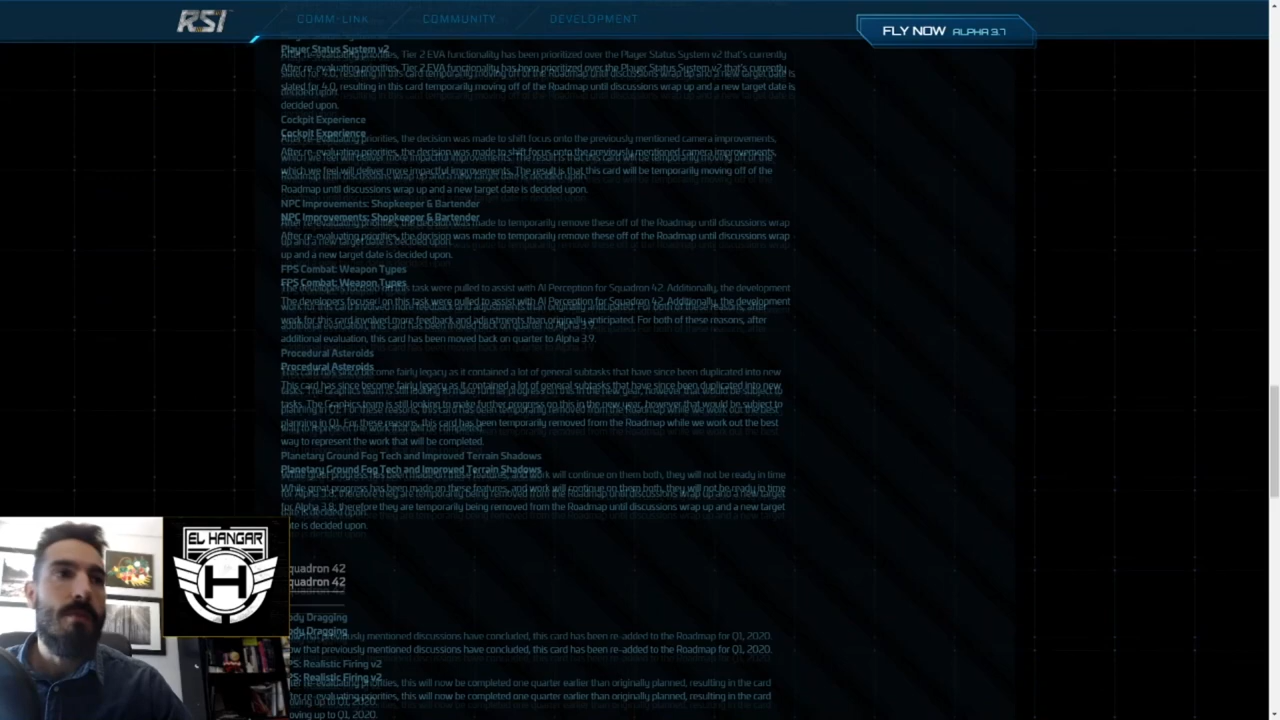 RSI
COMM-LINK
COMMUNITY
DEVELOPMENT
FLY NOW ALPHA 3.7
Player Status System v2
After re-evaluating priorities, Tier 2 EVA functionality has been prioritized over the Player Status System v2 that's currently
slated for 4.0, resulting in this card temporarily moving off of the Roadmap until discussions wrap up and a new target date is
decided upon.
Cockpit Experience
After re-evaluating priorities, the decision was made to shift focus onto the previously mentioned camera improvements,
which we feel will deliver more impactful improvements. The result is that this card will be temporarily moving off of the
Roadmap until discussions wrap up and a new target date is decided upon.
NPC Improvements: Shopkeeper & Bartender
After re-evaluating priorities, the decision was made to temporarily remove these off of the Roadmap until discussions wrap
up and a new target date is decided upon.
FPS Combat: Weapon Types
The developers focused on this task were pulled to assist with AI Perception for Squadron 42. Additionally, the development
work for this card involved more feedback and adjustments than originally anticipated. For both of these reasons, after
additional evaluation, this card has been moved back on quarter to Alpha 3.9.
Procedural Asteroids
This card has since become fairly legacy as it contained a lot of general subtasks that have since been duplicated into new
tasks. The Graphics team is still looking to make further progress on this in the new year, however that would be subject to
planning in Q1. For these reasons, this card has been temporarily removed from the Roadmap while we work out the best
way to represent the work that will be completed.
Planetary Ground Fog Tech and Improved Terrain Shadows
While great progress has been made on these features, and work will continue on them both, they will not be ready in time
for Alpha 3.8, therefore they are temporarily being removed from the Roadmap until discussions wrap up and a new target
te is decided upon.
quadron 42
ody Dragging
ow that previously mentioned discussions have concluded, this card has been re-added to the Roadmap for Q1, 2020.
PS: Realistic Firing v2
ter re-evaluating priorities, this will now be completed one quarter earlier than originally planned, resulting in the card
oving up to Q1, 2020.
EL HANGAR
H